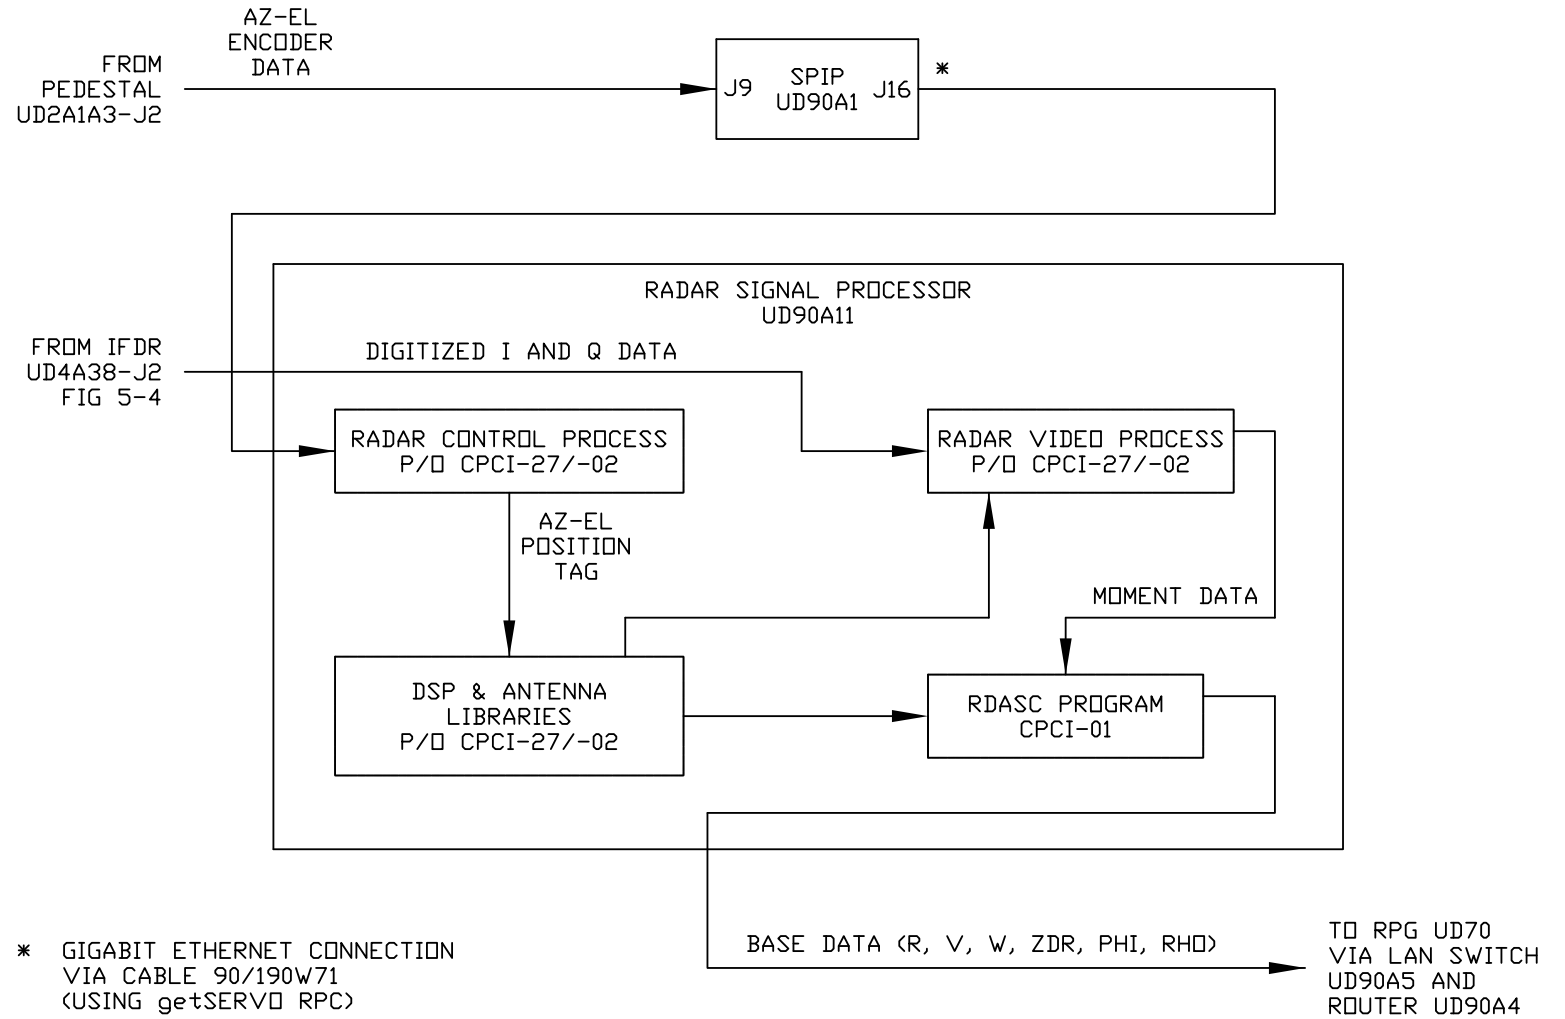 AZ-EL
ENCODER
DATA
FROM
PEDESTAL
UD2A1A3-J2
J9
SPIP
UD90A1
J16
*
RADAR SIGNAL PROCESSOR
UD90A11
FROM IFDR
UD4A38-J2
FIG 5-4
DIGITIZED I AND Q DATA
RADAR CONTROL PROCESS
P/O CPCI-27/-02
RADAR VIDEO PROCESS
P/O CPCI-27/-02
AZ-EL
POSITION
TAG
MOMENT DATA
DSP & ANTENNA
LIBRARIES
P/O CPCI-27/-02
RDASC PROGRAM
CPCI-01
BASE DATA (R, V, W, ZDR, PHI, RHO)
TO RPG UD70
VIA LAN SWITCH
UD90A5 AND
ROUTER UD90A4
* GIGABIT ETHERNET CONNECTION
VIA CABLE 90/190W71
(USING getSERVO RPC)